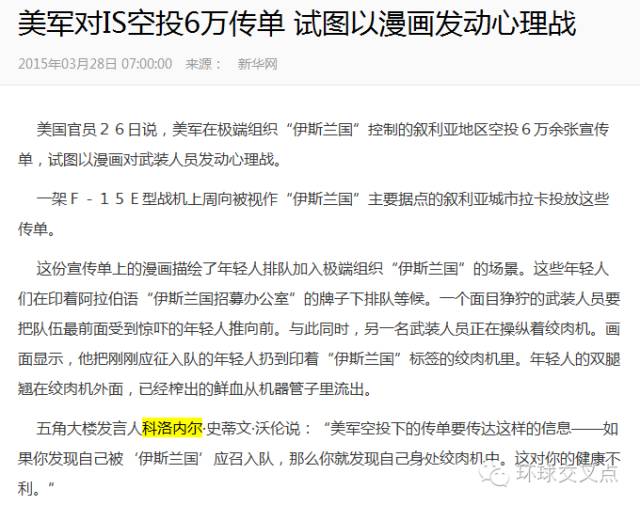 美军对IS空投6万传单 试图以漫画发动心理战
2015年03月28日 07:00:00 来源： 新华网
美国官员２６日说，美军在极端组织“伊斯兰国”控制的叙利亚地区空投６万余张宣传
单，试图以漫画对武装人员发动心理战。
一架Ｆ－１５Ｅ型战机上周向被视作“伊斯兰国”主要据点的叙利亚城市拉卡投放这些
传单。
这份宣传单上的漫画描绘了年轻人排队加入极端组织“伊斯兰国”的场景。这些年轻人
们在印着阿拉伯语“伊斯兰国招募办公室”的牌子下排队等候。一个面目狰狞的武装人员要
把队伍最前面受到惊吓的年轻人推向前。与此同时，另一名武装人员正在操纵着绞肉机。画
面显示，他把刚刚应征入队的年轻人扔到印着“伊斯兰国”标签的绞肉机里。年轻人的双腿
翘在绞肉机外面，已经榨出的鲜血从机器管子里流出。
五角大楼发言人科洛内尔·史蒂文·沃伦说：“美军空投下的传单要传达这样的信息——如
果你发现自己被‘伊斯兰国’应召入队，那么你就发现自己身处绞肉机中。这对你的健康不
利。”
环球交叉点